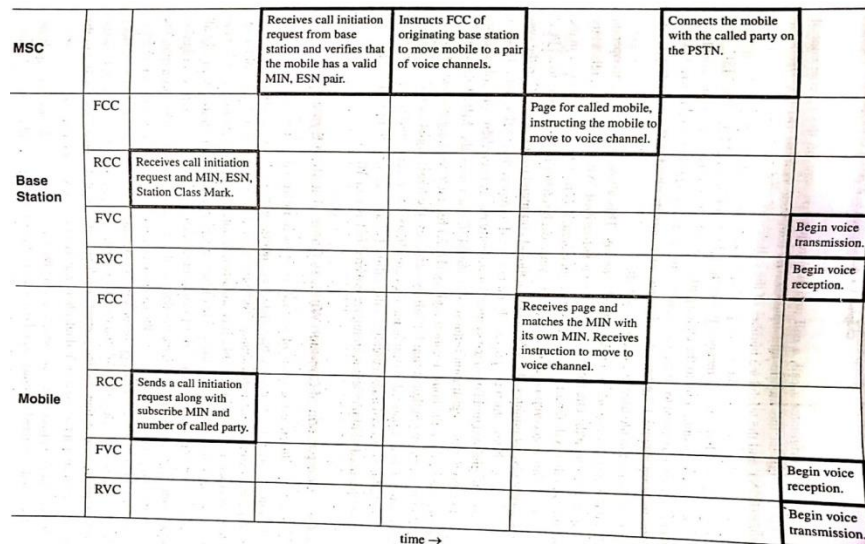 MSC
Receives call initiation
request from base
station and verifies that
the mobile has a valid
MIN, ESN pair.
Instructs FCC of
originating base station
to move mobile to a pair
of voice channels.
Connects the mobile
with the called party on
the PSTN.
Base
Station
FCC
Page for called mobile,
instructing the mobile to
move to voice channel.
RCC
Receives call initiation
request and MIN, ESN,
Station Class Mark.
FVC
Begin voice
transmission.
RVC
Begin voice
reception.
Mobile
FCC
Receives page and
matches the MIN with
its own MIN. Receives
instruction to move to
voice channel.
RCC
Sends a call initiation
request along with
subscribe MIN and
number of called party.
FVC
Begin voice
reception.
RVC
Begin voice
transmission.
time →